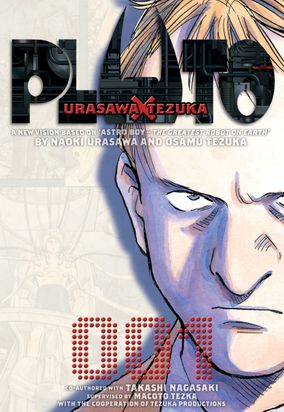 PLUTO
URASAWA X TEZUKA
A NEW VISION BASED ON 'ASTRO BOY - THE GREATEST ROBOT ON EARTH'
BY NAOKI URASAWA AND OSAMU TEZUKA
001
CO-AUTHORED WITH TAKASHI NAGASAKI
SUPERVISED BY MACOTO TEZKA
WITH THE COOPERATION OF TEZUKA PRODUCTIONS